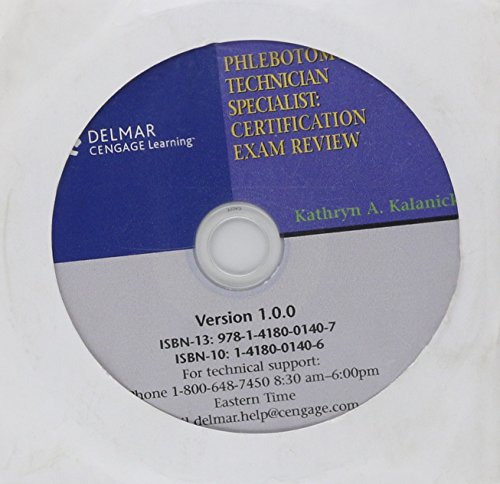 DELMAR
CENGAGE Learning™
PHLEBOTOM
TECHNICIAN
SPECIALIST:
CERTIFICATION
EXAM REVIEW
Kathryn A. Kalanick
Version 1.0.0
ISBN-13: 978-1-4180-0140-7
ISBN-10: 1-4180-0140-6
For technical support:
hone 1-800-648-7450 8:30 am–6:00pm
Eastern Time
l delmar.help@cengage.com